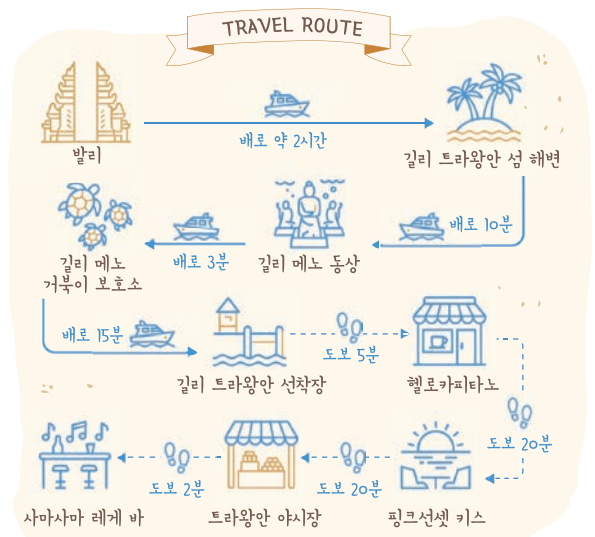 TRAVEL ROUTE
발리
배로 약 2시간
길리 트라왕안 섬 해변
배로 10분
길리 메노 동상
배로 3분
길리 메노
거북이 보호소
배로 15분
길리 트라왕안 선착장
도보 5분
헬로카피타노
도보 20분
핑크선셋 키스
도보 20분
트라왕안 야시장
도보 2분
사마사마 레게 바